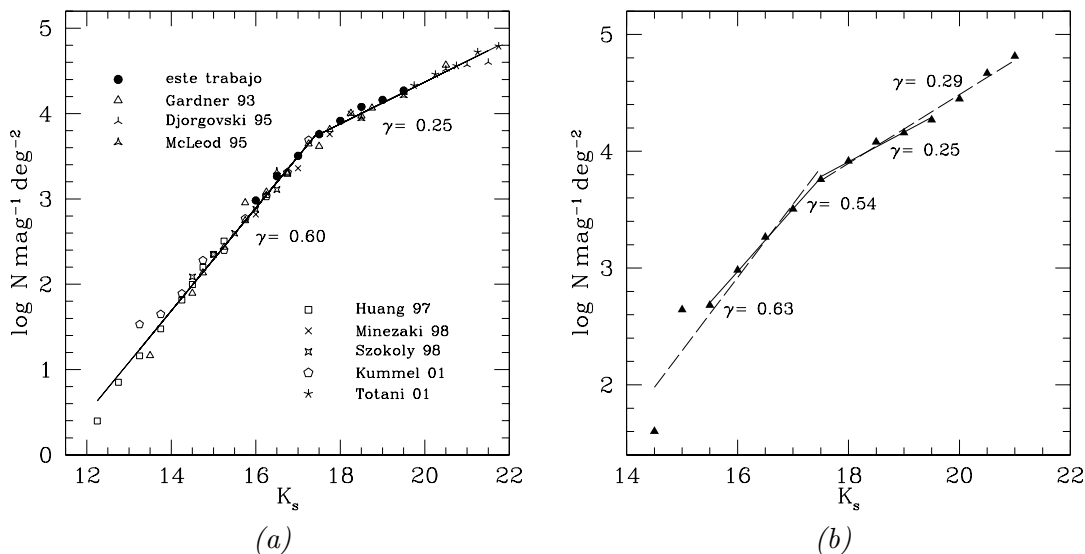 log N mag⁻¹ deg⁻²
5
4
3
2
1
0
este trabajo
Gardner 93
Djorgovski 95
McLeod 95
γ= 0.25
γ= 0.60
Huang 97
Minezaki 98
Szokoly 98
Kummel 01
Totani 01
12 14 16 18 20 22
Kₛ
(a)
log N mag⁻¹ deg⁻²
5
4
3
2
γ= 0.29
γ= 0.25
γ= 0.54
γ= 0.63
14 16 18 20 22
Kₛ
(b)